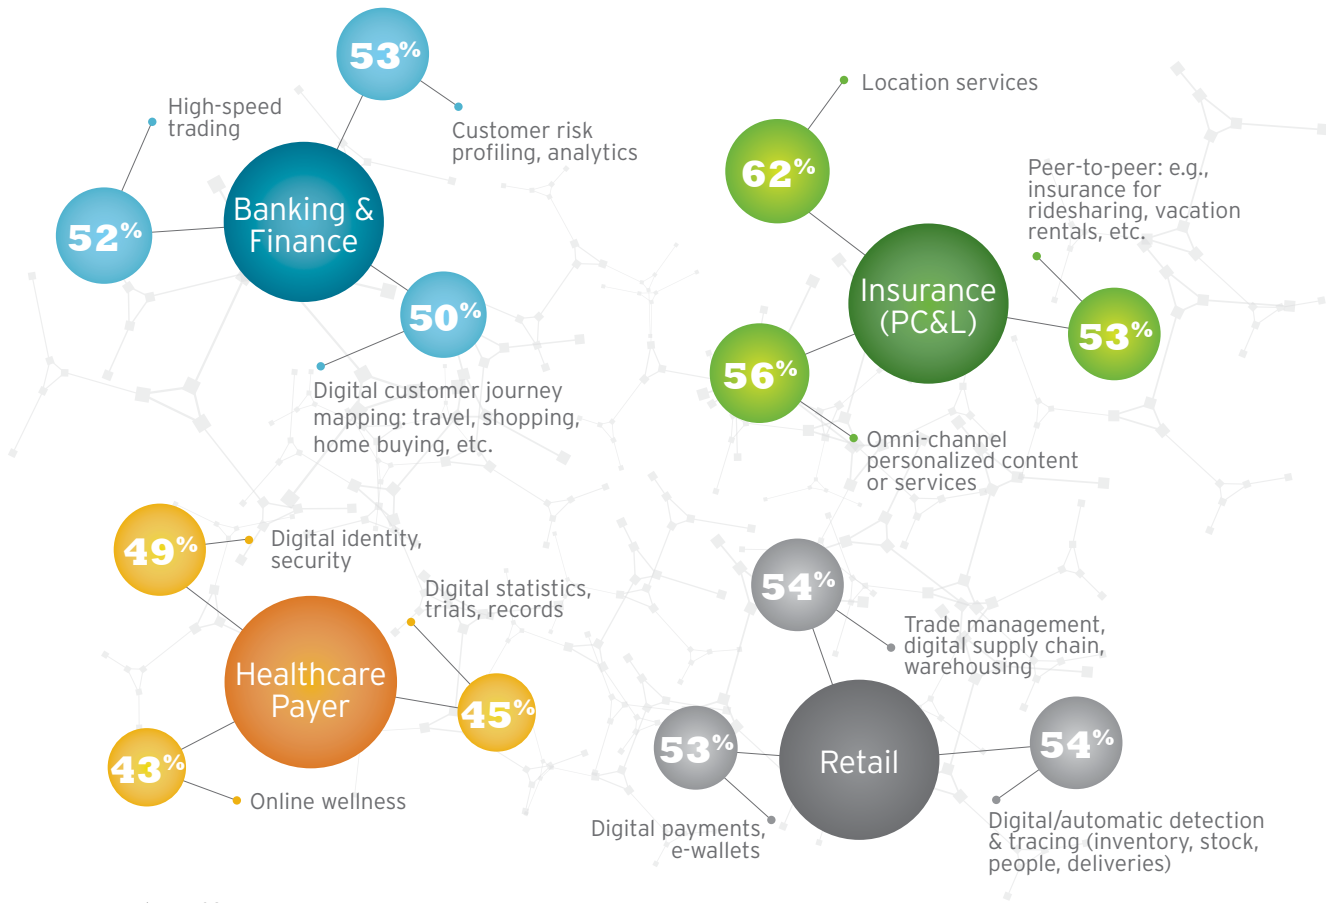 53%
High-speed
trading
Customer risk
profiling, analytics
Banking &
Finance
52%
50%
Digital customer journey
mapping: travel, shopping,
home buying, etc.
Location services
62%
Peer-to-peer: e.g.,
insurance for
ridesharing, vacation
rentals, etc.
Insurance
(PC&L)
53%
56%
Omni-channel
personalized content
or services
49%
Digital identity,
security
Digital statistics,
trials, records
Healthcare
Payer
45%
43%
Online wellness
54%
Trade management,
digital supply chain,
warehousing
53%
Retail
54%
Digital payments,
e-wallets
Digital/automatic detection
& tracing (inventory, stock,
people, deliveries)